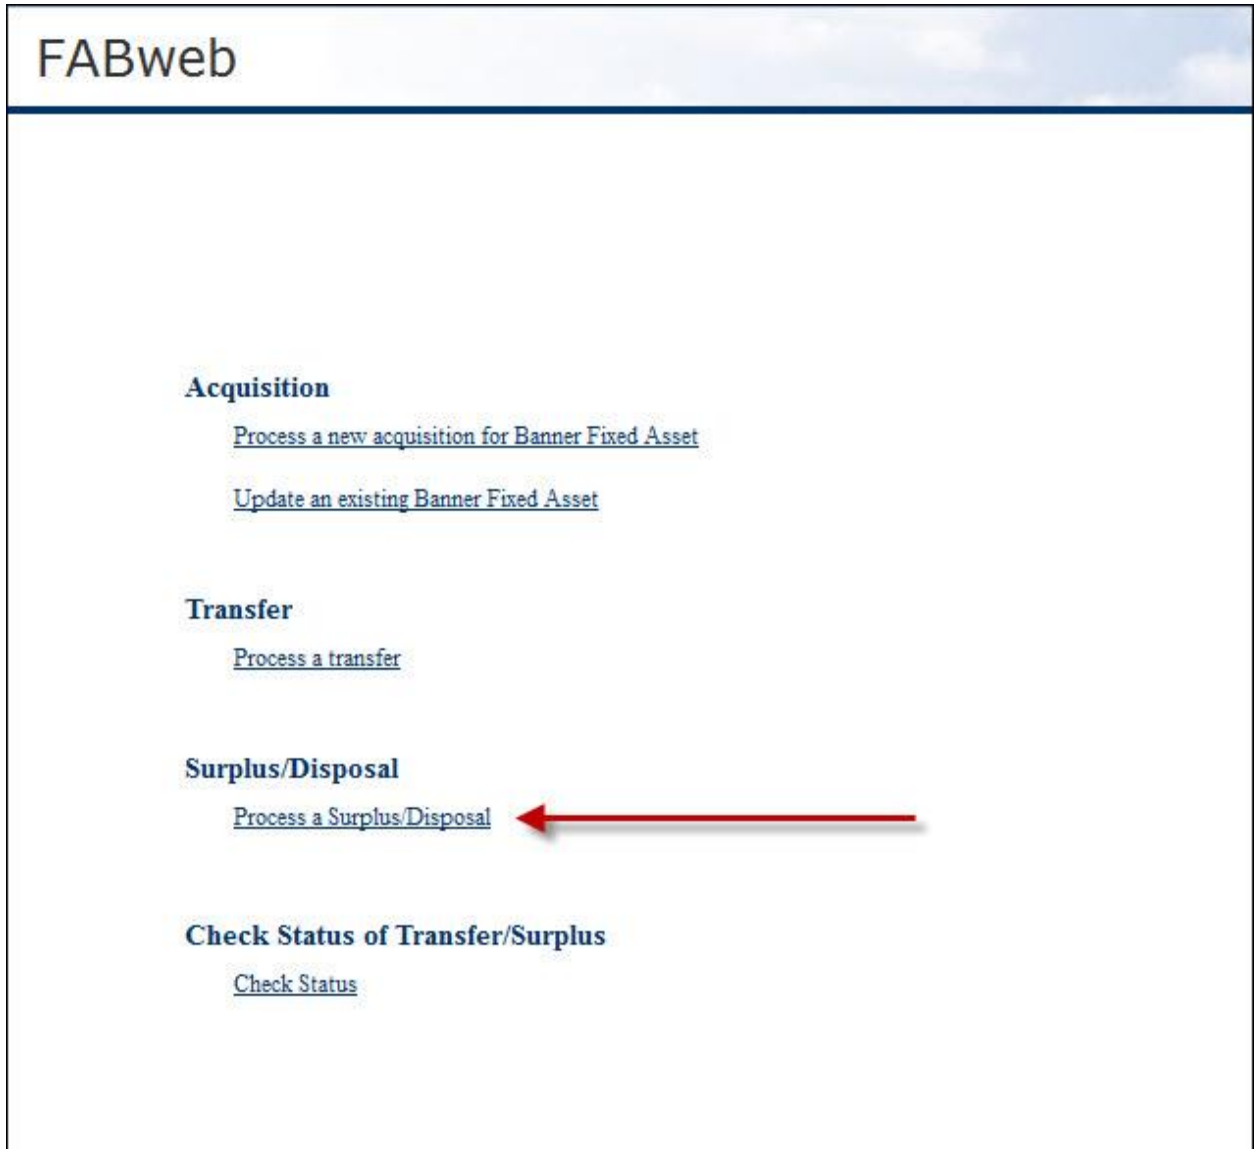 FABweb
Acquisition
Process a new acquisition for Banner Fixed Asset
Update an existing Banner Fixed Asset
Transfer
Process a transfer
Surplus/Disposal
Process a Surplus/Disposal
Check Status of Transfer/Surplus
Check Status